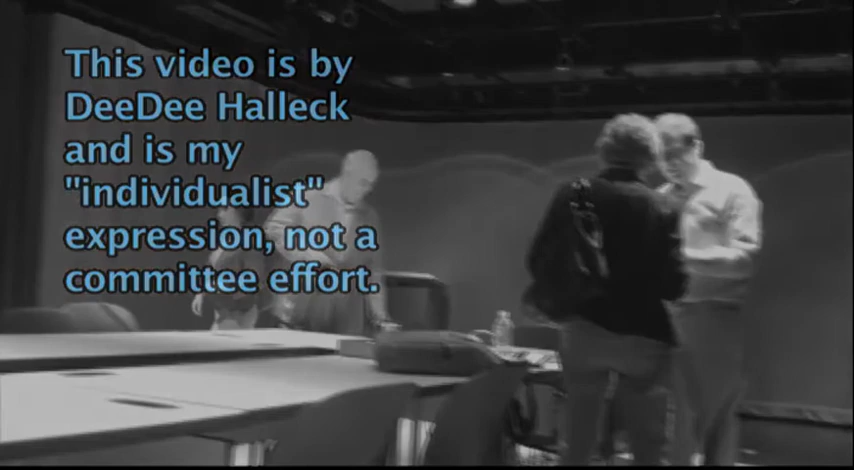 This video is by
DeeDee Halleck
and is my
"individualist"
expression, not a
committee effort.